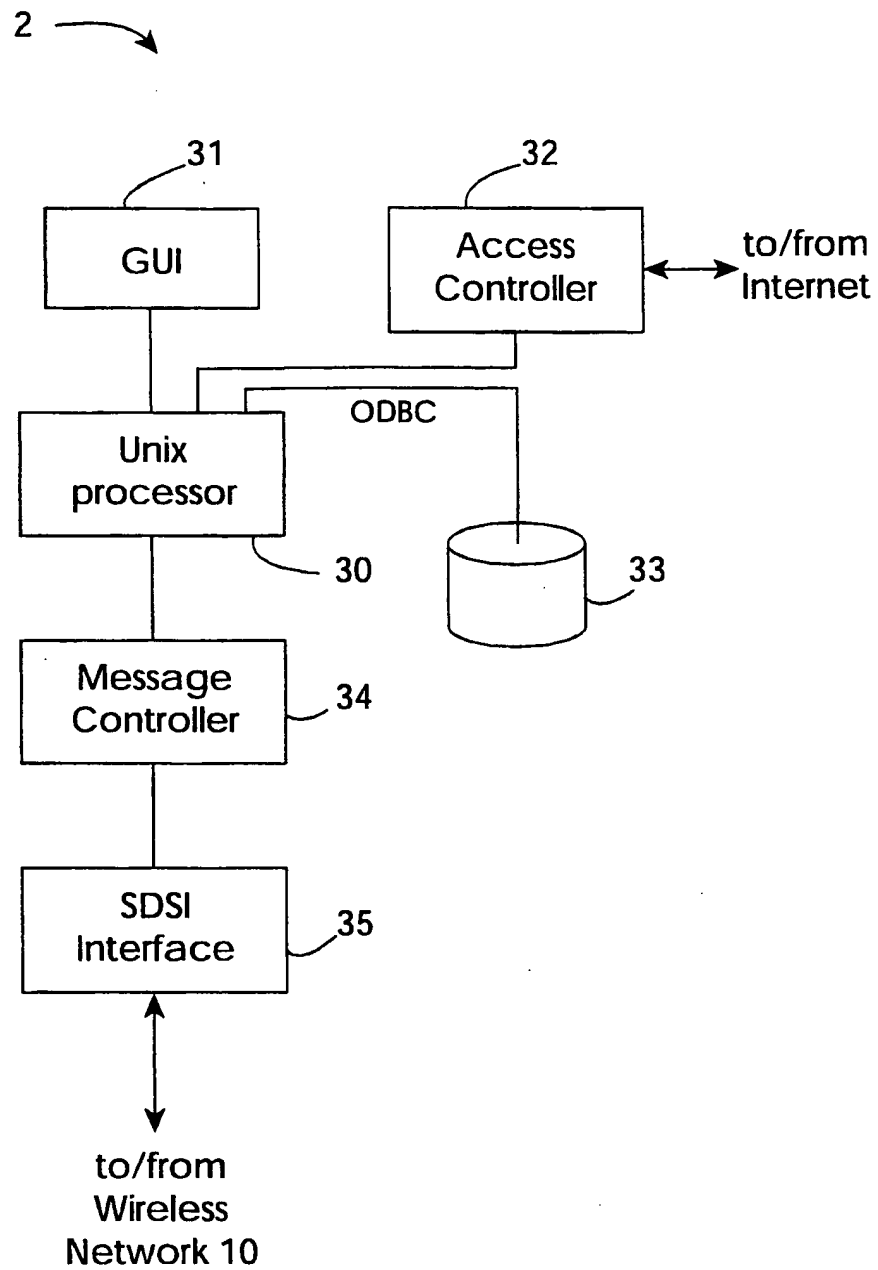 2
31
32
GUI
Access
Controller
to/from
Internet
ODBC
Unix
processor
30
33
Message
Controller
34
SDSI
Interface
35
to/from
Wireless
Network 10